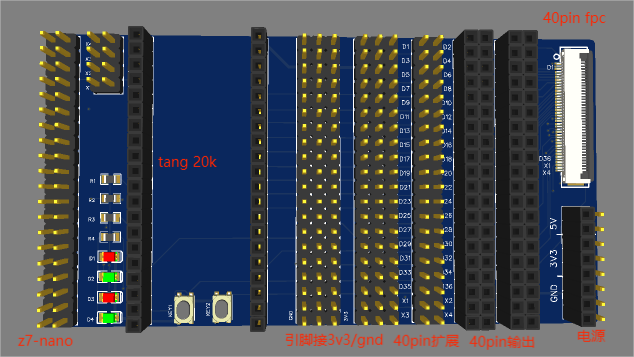 40pin fpc
tang 20k
z7-nano
引脚接3v3/gnd
40pin扩展
40pin输出
电源
5V
3V3
GND
R1
R2
R3
R4
D1
D2
D3
D4
KEY1
KEY2
GND
3V3
D1
D3
D5
D7
D9
D11
D13
D15
D17
D19
D21
D23
D25
D27
D29
D31
D33
D35
X1
X3
D2
D4
D6
D8
D10
D12
D14
D16
D18
D20
D22
D24
D26
D28
D30
D32
D34
D36
X2
X4
D1
D36
X1
X4